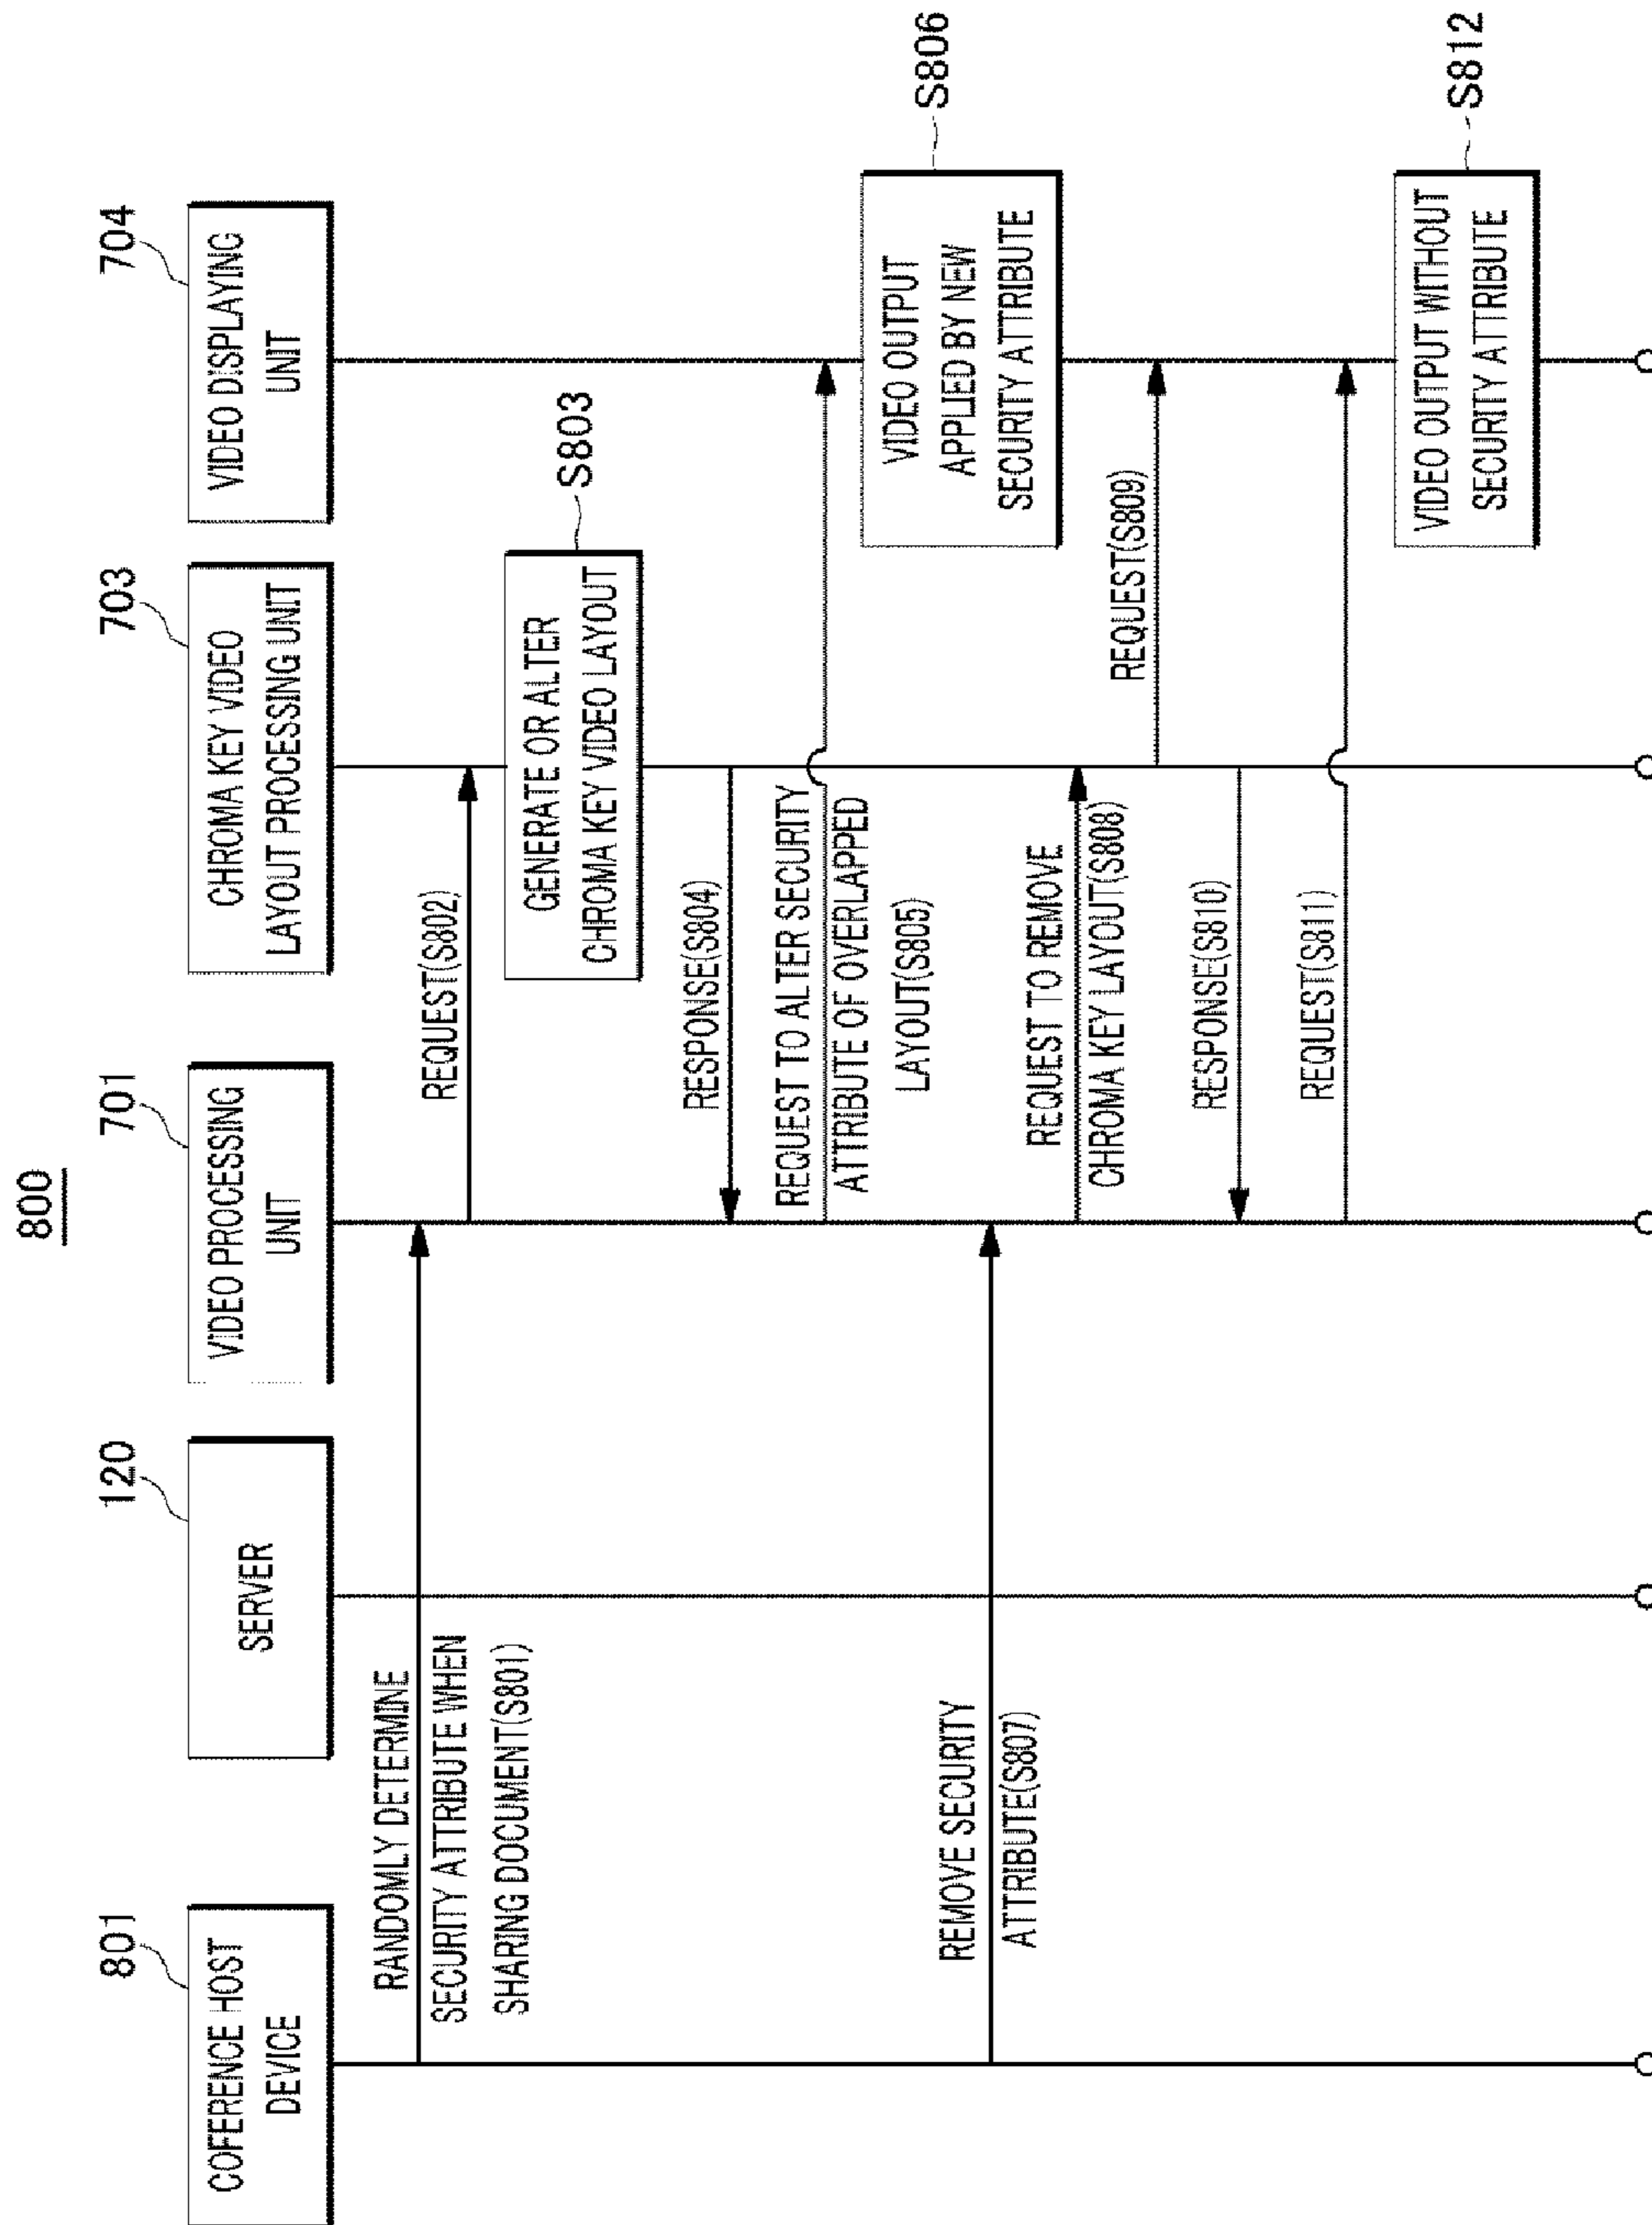 800
801
COFERENCE HOST
DEVICE
120
SERVER
701
VIDEO PROCESSING
UNIT
703
CHROMA KEY VIDEO
LAYOUT PROCESSING UNIT
704
VIDEO DISPLAYING
UNIT
RANDOMLY DETERMINE
SECURITY ATTRIBUTE WHEN
SHARING DOCUMENT(S801)
REQUEST(S802)
S803
GENERATE OR ALTER
CHROMA KEY VIDEO LAYOUT
RESPONSE(S804)
REQUEST TO ALTER SECURITY
ATTRIBUTE OF OVERLAPPED
LAYOUT(S805)
S806
VIDEO OUTPUT
APPLIED BY NEW
SECURITY ATTRIBUTE
REMOVE SECURITY
ATTRIBUTE(S807)
REQUEST TO REMOVE
CHROMA KEY LAYOUT(S808)
REQUEST(S809)
RESPONSE(S810)
REQUEST(S811)
S812
VIDEO OUTPUT WITHOUT
SECURITY ATTRIBUTE